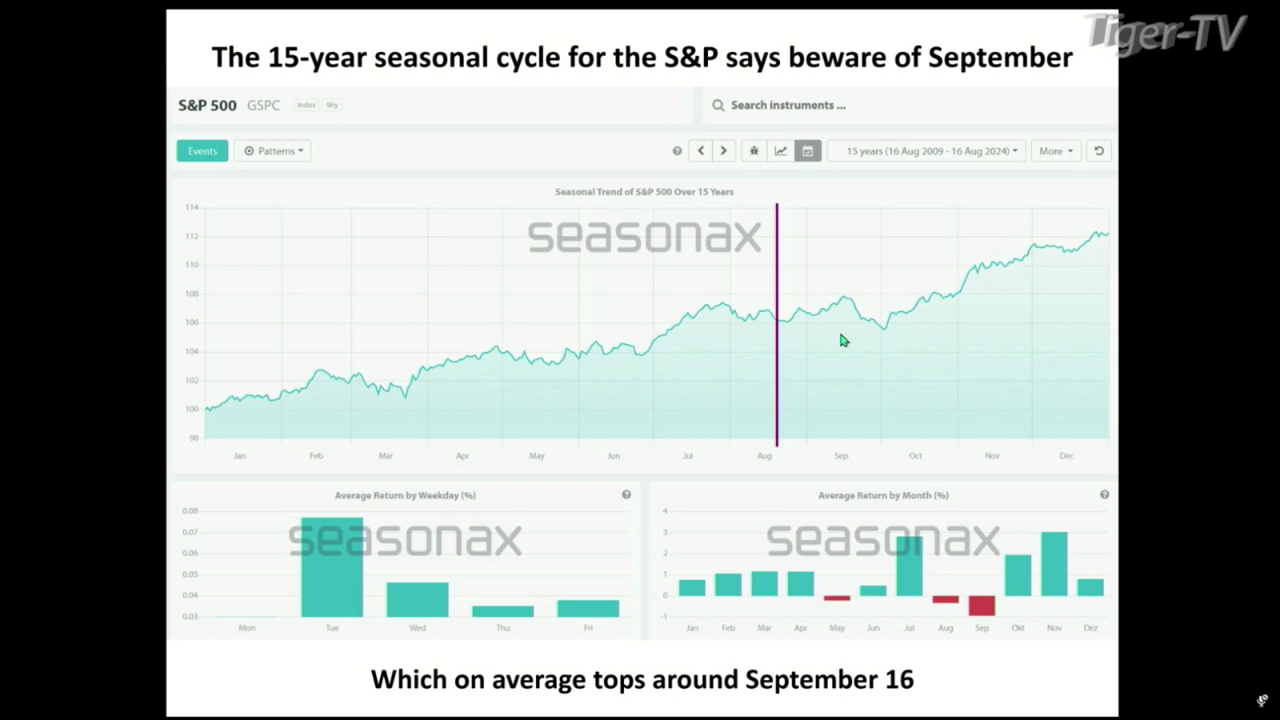 Tiger-TV
The 15-year seasonal cycle for the S&P says beware of September
S&P 500 GSPC Index 96y
Search instruments ...
Events Patterns
15 years (16 Aug 2009 - 16 Aug 2024) More
Seasonal Trend of S&P 500 Over 15 Years
seasonax
114
112
110
108
106
104
102
100
98
Jan Feb Mar Apr May Jun Jul Aug Sep Oct Nov Dec
Average Return by Weekday (%)
seasonax
0.08
0.07
0.06
0.05
0.04
0.03
Mon Tue Wed Thu Fri
Average Return by Month (%)
seasonax
4
3
2
1
0
-1
Jan Feb Mar Apr May Jun Jul Aug Sep Okt Nov Dez
Which on average tops around September 16